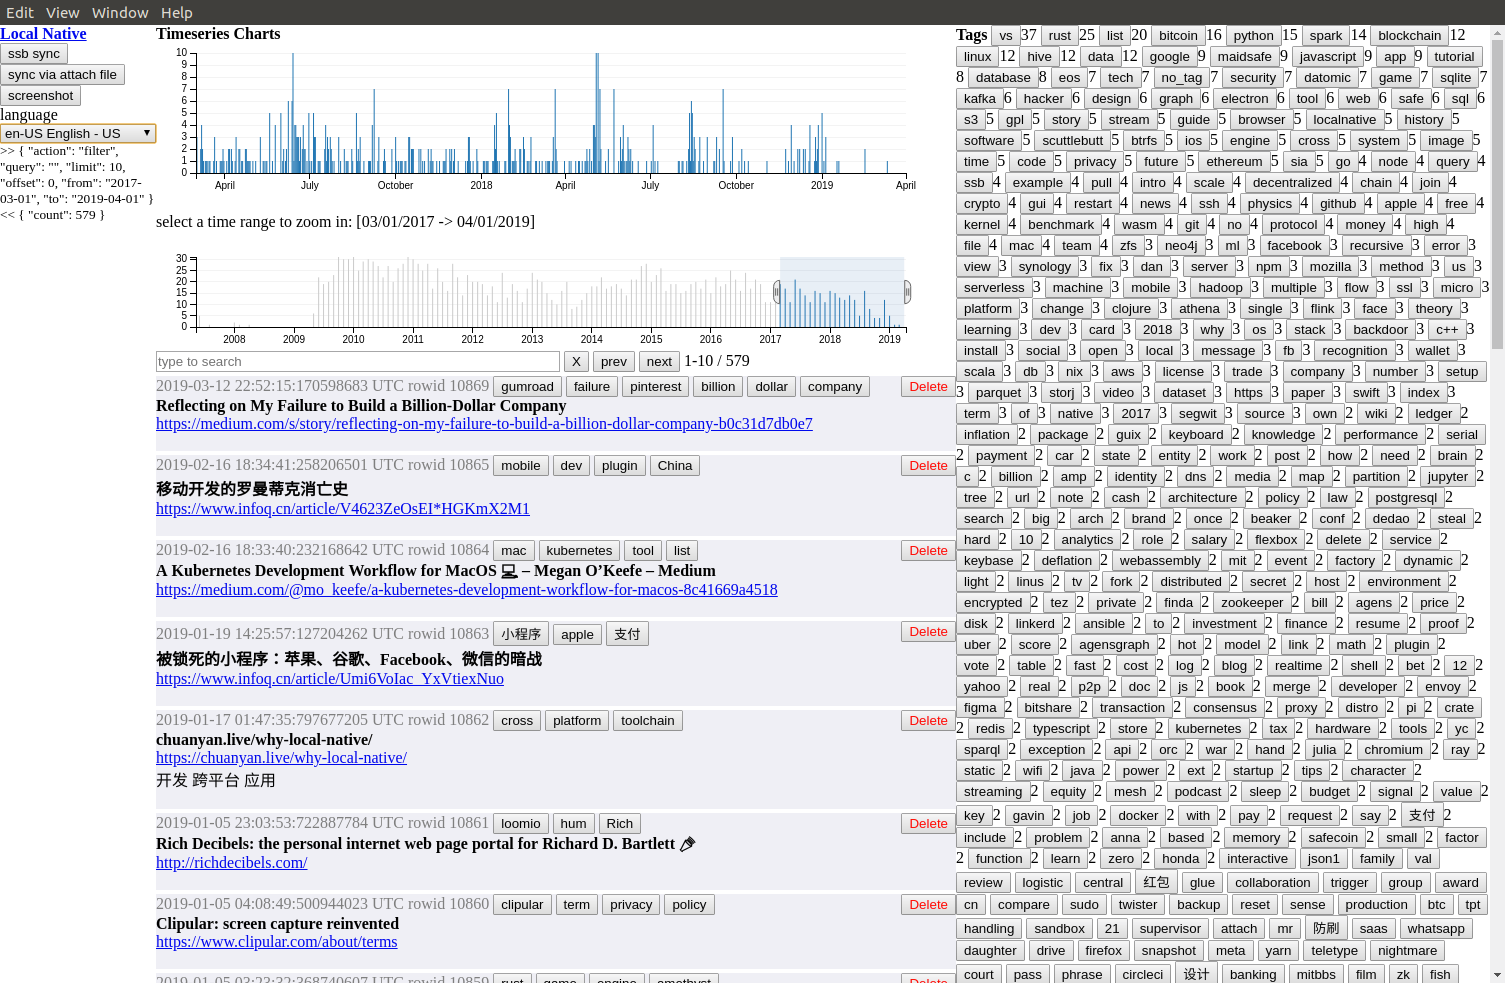 Edit View Window Help
Local Native
ssb sync
sync via attach file
screenshot
language
en-US English - US
>> { "action": "filter",
"query": "", "limit": 10,
"offset": 0, "from": "2017-
03-01", "to": "2019-04-01" }
<< { "count": 579 }
Timeseries Charts
10
9
8
7
6
5
4
3
2
1
0
April July October 2018 April July October 2019 April
select a time range to zoom in: [03/01/2017 -> 04/01/2019]
30
25
20
15
10
5
0
2008 2009 2010 2011 2012 2013 2014 2015 2016 2017 2018 2019
type to search X prev next 1-10 / 579
2019-03-12 22:52:15:170598683 UTC rowid 10869 gumroad failure pinterest billion dollar company Delete
Reflecting on My Failure to Build a Billion-Dollar Company
https://medium.com/s/story/reflecting-on-my-failure-to-build-a-billion-dollar-company-b0c31d7db0e7
2019-02-16 18:34:41:258206501 UTC rowid 10865 mobile dev plugin China Delete
移动开发的罗曼蒂克消亡史
https://www.infoq.cn/article/V4623ZeOsEI*HGKmX2M1
2019-02-16 18:33:40:232168642 UTC rowid 10864 mac kubernetes tool list Delete
A Kubernetes Development Workflow for MacOS 💻 – Megan O’Keefe – Medium
https://medium.com/@mo_keefe/a-kubernetes-development-workflow-for-macos-8c41669a4518
2019-01-19 14:25:57:127204262 UTC rowid 10863 小程序 apple 支付 Delete
被锁死的小程序：苹果、谷歌、Facebook、微信的暗战
https://www.infoq.cn/article/Umi6VoIac_YxVtiexNuo
2019-01-17 01:47:35:797677205 UTC rowid 10862 cross platform toolchain Delete
chuanyan.live/why-local-native/
https://chuanyan.live/why-local-native/
开发 跨平台 应用
2019-01-05 23:03:53:722887784 UTC rowid 10861 loomio hum Rich Delete
Rich Decibels: the personal internet web page portal for Richard D. Bartlett
http://richdecibels.com/
2019-01-05 04:08:49:500944023 UTC rowid 10860 clipular term privacy policy Delete
Clipular: screen capture reinvented
https://www.clipular.com/about/terms
2019-01-05 03:23:32:368740607 UTC rowid 10859 rust game engine amethyst Delete
Tags vs 37 rust 25 list 20 bitcoin 16 python 15 spark 14 blockchain 12
linux 12 hive 12 data 12 google 9 maidsafe 9 javascript 9 app 9 tutorial
8 database 8 eos 7 tech 7 no_tag 7 security 7 datomic 7 game 7 sqlite 7
kafka 6 hacker 6 design 6 graph 6 electron 6 tool 6 web 6 safe 6 sql 6
s3 5 gpl 5 story 5 stream 5 guide 5 browser 5 localnative 5 history 5
software 5 scuttlebutt 5 btrfs 5 ios 5 engine 5 cross 5 system 5 image 5
time 5 code 5 privacy 5 future 5 ethereum 5 sia 5 go 4 node 4 query 4
ssb 4 example 4 pull 4 intro 4 scale 4 decentralized 4 chain 4 join 4
crypto 4 gui 4 restart 4 news 4 ssh 4 physics 4 github 4 apple 4 free 4
kernel 4 benchmark 4 wasm 4 git 4 no 4 protocol 4 money 4 high 4
file 4 mac 4 team 4 zfs 3 neo4j 3 ml 3 facebook 3 recursive 3 error 3
view 3 synology 3 fix 3 dan 3 server 3 npm 3 mozilla 3 method 3 us 3
serverless 3 machine 3 mobile 3 hadoop 3 multiple 3 flow 3 ssl 3 micro 3
platform 3 change 3 clojure 3 athena 3 single 3 flink 3 face 3 theory 3
learning 3 dev 3 card 3 2018 3 why 3 os 3 stack 3 backdoor 3 c++ 3
install 3 social 3 open 3 local 3 message 3 fb 3 recognition 3 wallet 3
scala 3 db 3 nix 3 aws 3 license 3 trade 3 company 3 number 3 setup
3 parquet 3 storj 3 video 3 dataset 3 https 3 paper 3 swift 3 index 3
term 3 of 3 native 3 2017 3 segwit 3 source 3 own 2 wiki 2 ledger 2
inflation 2 package 2 guix 2 keyboard 2 knowledge 2 performance 2 serial
2 payment 2 car 2 state 2 entity 2 work 2 post 2 how 2 need 2 brain 2
c 2 billion 2 amp 2 identity 2 dns 2 media 2 map 2 partition 2 jupyter 2
tree 2 url 2 note 2 cash 2 architecture 2 policy 2 law 2 postgresql 2
search 2 big 2 arch 2 brand 2 once 2 beaker 2 conf 2 dedao 2 steal 2
hard 2 10 2 analytics 2 role 2 salary 2 flexbox 2 delete 2 service 2
keybase 2 deflation 2 webassembly 2 mit 2 event 2 factory 2 dynamic 2
light 2 linus 2 tv 2 fork 2 distributed 2 secret 2 host 2 environment 2
encrypted 2 tez 2 private 2 finda 2 zookeeper 2 bill 2 agens 2 price 2
disk 2 linkerd 2 ansible 2 to 2 investment 2 finance 2 resume 2 proof 2
uber 2 score 2 agensgraph 2 hot 2 model 2 link 2 math 2 plugin 2
vote 2 table 2 fast 2 cost 2 log 2 blog 2 realtime 2 shell 2 bet 2 12 2
yahoo 2 real 2 p2p 2 doc 2 js 2 book 2 merge 2 developer 2 envoy 2
figma 2 bitshare 2 transaction 2 consensus 2 proxy 2 distro 2 pi 2 crate
2 redis 2 typescript 2 store 2 kubernetes 2 tax 2 hardware 2 tools 2 yc 2
sparql 2 exception 2 api 2 orc 2 war 2 hand 2 julia 2 chromium 2 ray 2
static 2 wifi 2 java 2 power 2 ext 2 startup 2 tips 2 character 2
streaming 2 equity 2 mesh 2 podcast 2 sleep 2 budget 2 signal 2 value 2
key 2 gavin 2 job 2 docker 2 with 2 pay 2 request 2 say 2 支付 2
include 2 problem 2 anna 2 based 2 memory 2 safecoin 2 small 2 factor
2 function 2 learn 2 zero 2 honda 2 interactive json1 family val
review logistic central 红包 glue collaboration trigger group award
cn compare sudo twister backup reset sense production btc tpt
handling sandbox 21 supervisor attach mr 防刷 saas whatsapp
daughter drive firefox snapshot meta yarn teletype nightmare
court pass phrase circleci 设计 banking mitbbs film zk fish